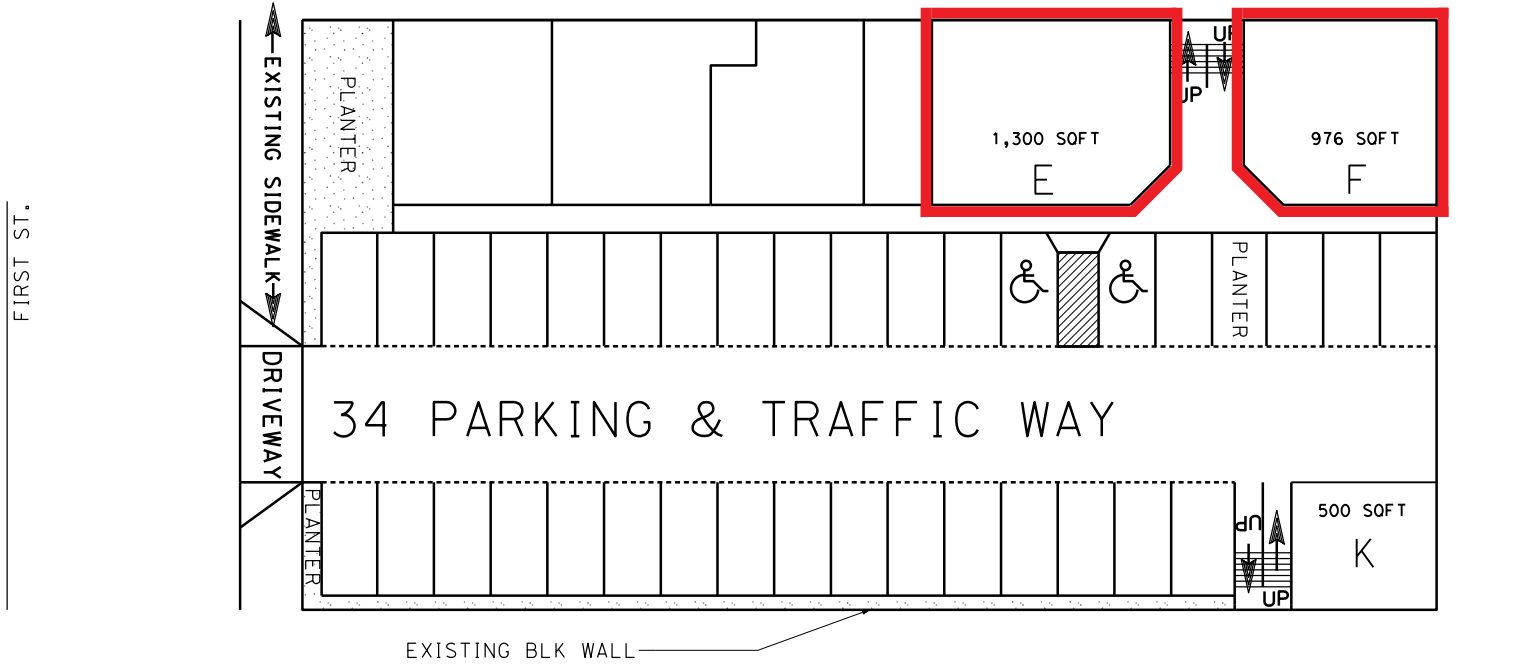 FIRST ST.
EXISTING SIDEWALK
PLANTER
1,300 SQFT
E
UP
UP
976 SQFT
F
PLANTER
DRIVEWAY
34 PARKING & TRAFFIC WAY
PLANTER
UP
UP
500 SQFT
K
EXISTING BLK WALL